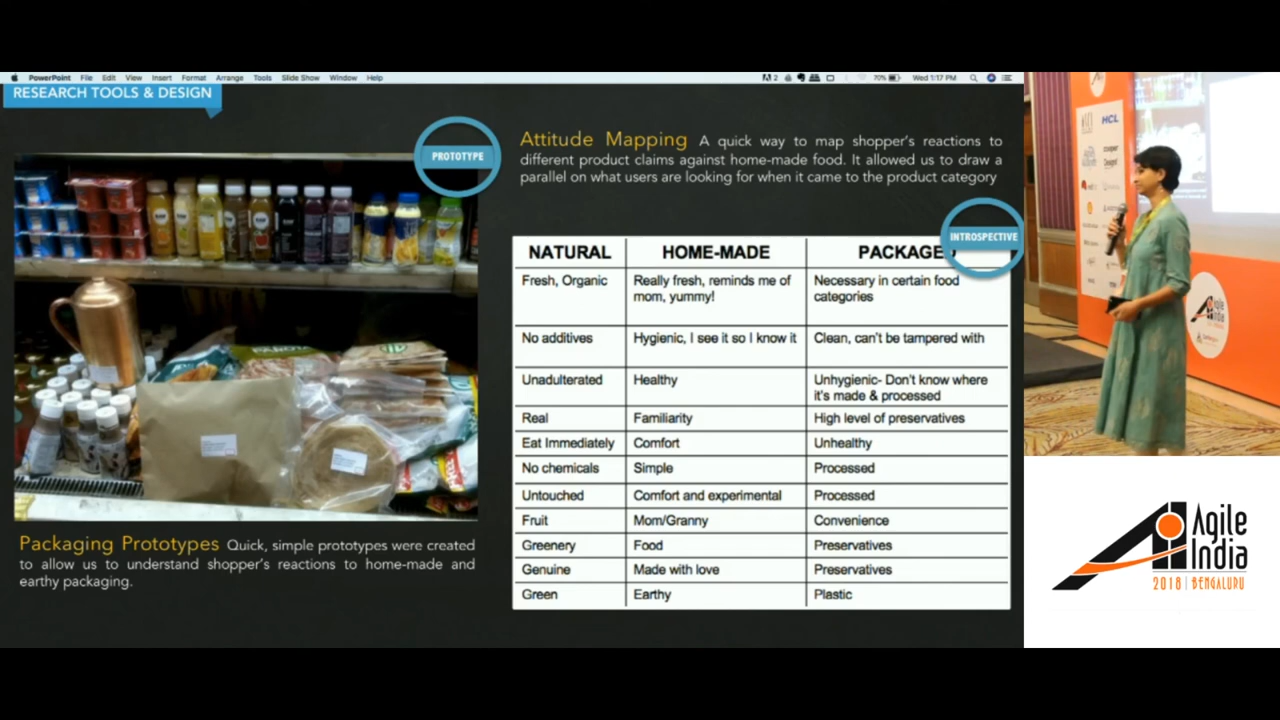 PowerPoint File Edit View Insert Format Arrange Tools Slide Show Window Help
2 70% Wed 1:17 PM
RESEARCH TOOLS & DESIGN
PROTOTYPE
Packaging Prototypes Quick, simple prototypes were created
to allow us to understand shopper's reactions to home-made and
earthy packaging.
Attitude Mapping A quick way to map shopper's reactions to
different product claims against home-made food. It allowed us to draw a
parallel on what users are looking for when it came to the product category
INTROSPECTIVE
NATURAL HOME-MADE PACKAGED
Fresh, Organic Really fresh, reminds me of Necessary in certain food
mom, yummy! categories
No additives Hygienic, I see it so I know it Clean, can't be tampered with
Unadulterated Healthy Unhygienic- Don't know where
it's made & processed
Real Familiarity High level of preservatives
Eat Immediately Comfort Unhealthy
No chemicals Simple Processed
Untouched Comfort and experimental Processed
Fruit Mom/Granny Convenience
Greenery Food Preservatives
Genuine Made with love Preservatives
Green Earthy Plastic
HCL
Agile
India
Agile
India
2018 | BENGALURU